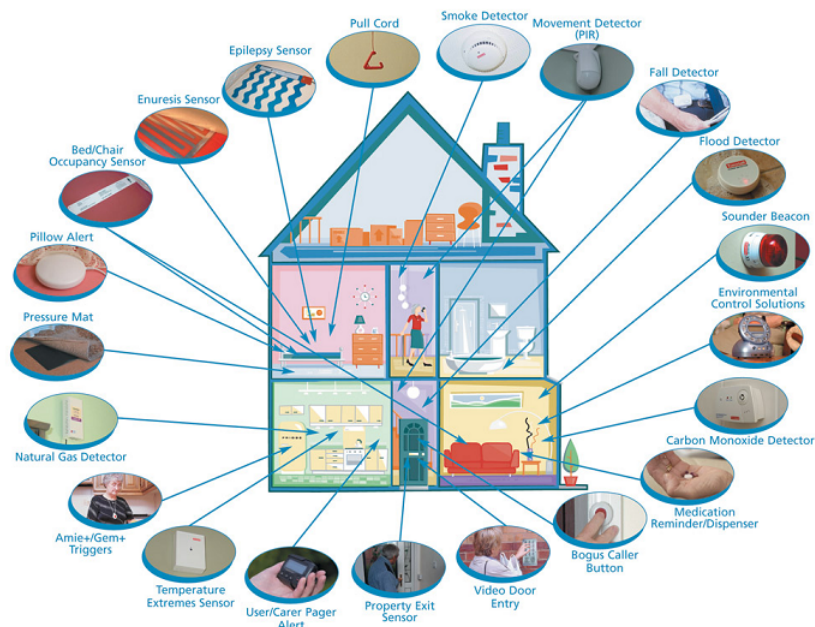 Pull Cord
Smoke Detector
Movement Detector
(PIR)
Epilepsy Sensor
Fall Detector
Enuresis Sensor
Flood Detector
Bed/Chair
Occupancy Sensor
Sounder Beacon
Pillow Alert
Environmental
Control Solutions
Pressure Mat
Natural Gas Detector
Carbon Monoxide Detector
Amie+/Gem+
Triggers
Medication
Reminder/Dispenser
Temperature
Extremes Sensor
User/Carer Pager
Alert
Property Exit
Sensor
Video Door
Entry
Bogus Caller
Button